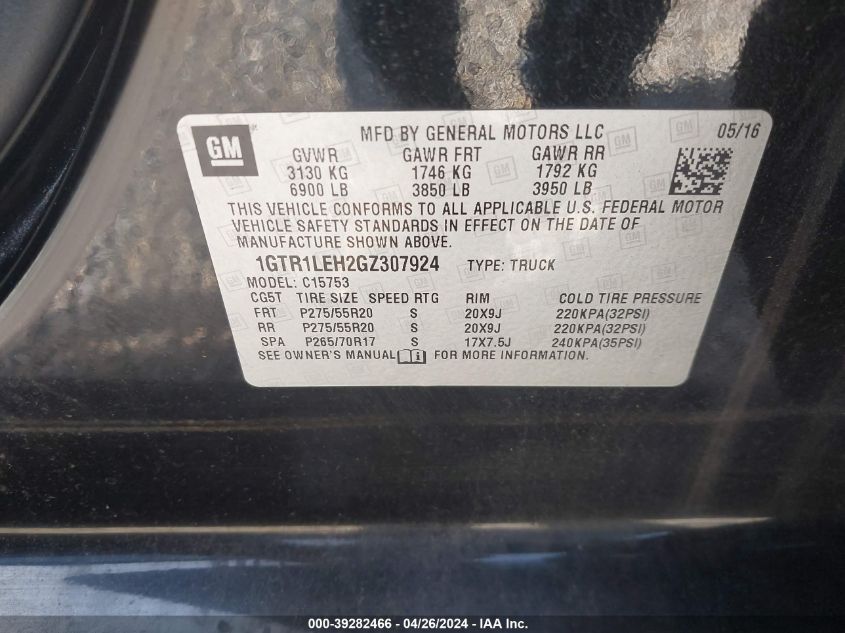 GM
MFD BY GENERAL MOTORS LLC 05/16
GVWR GAWR FRT GAWR RR
3130 KG 1746 KG 1792 KG
6900 LB 3850 LB 3950 LB
THIS VEHICLE CONFORMS TO ALL APPLICABLE U.S. FEDERAL MOTOR
VEHICLE SAFETY STANDARDS IN EFFECT ON THE DATE OF
MANUFACTURE SHOWN ABOVE.
1GTR1LEH2GZ307924 TYPE: TRUCK
MODEL: C15753
CG5T TIRE SIZE SPEED RTG RIM COLD TIRE PRESSURE
FRT P275/55R20 S 20X9J 220KPA(32PSI)
RR P275/55R20 S 20X9J 220KPA(32PSI)
SPA P265/70R17 S 17X7.5J 240KPA(35PSI)
SEE OWNER'S MANUAL FOR MORE INFORMATION.
000-39282466 - 04/26/2024 - IAA Inc.